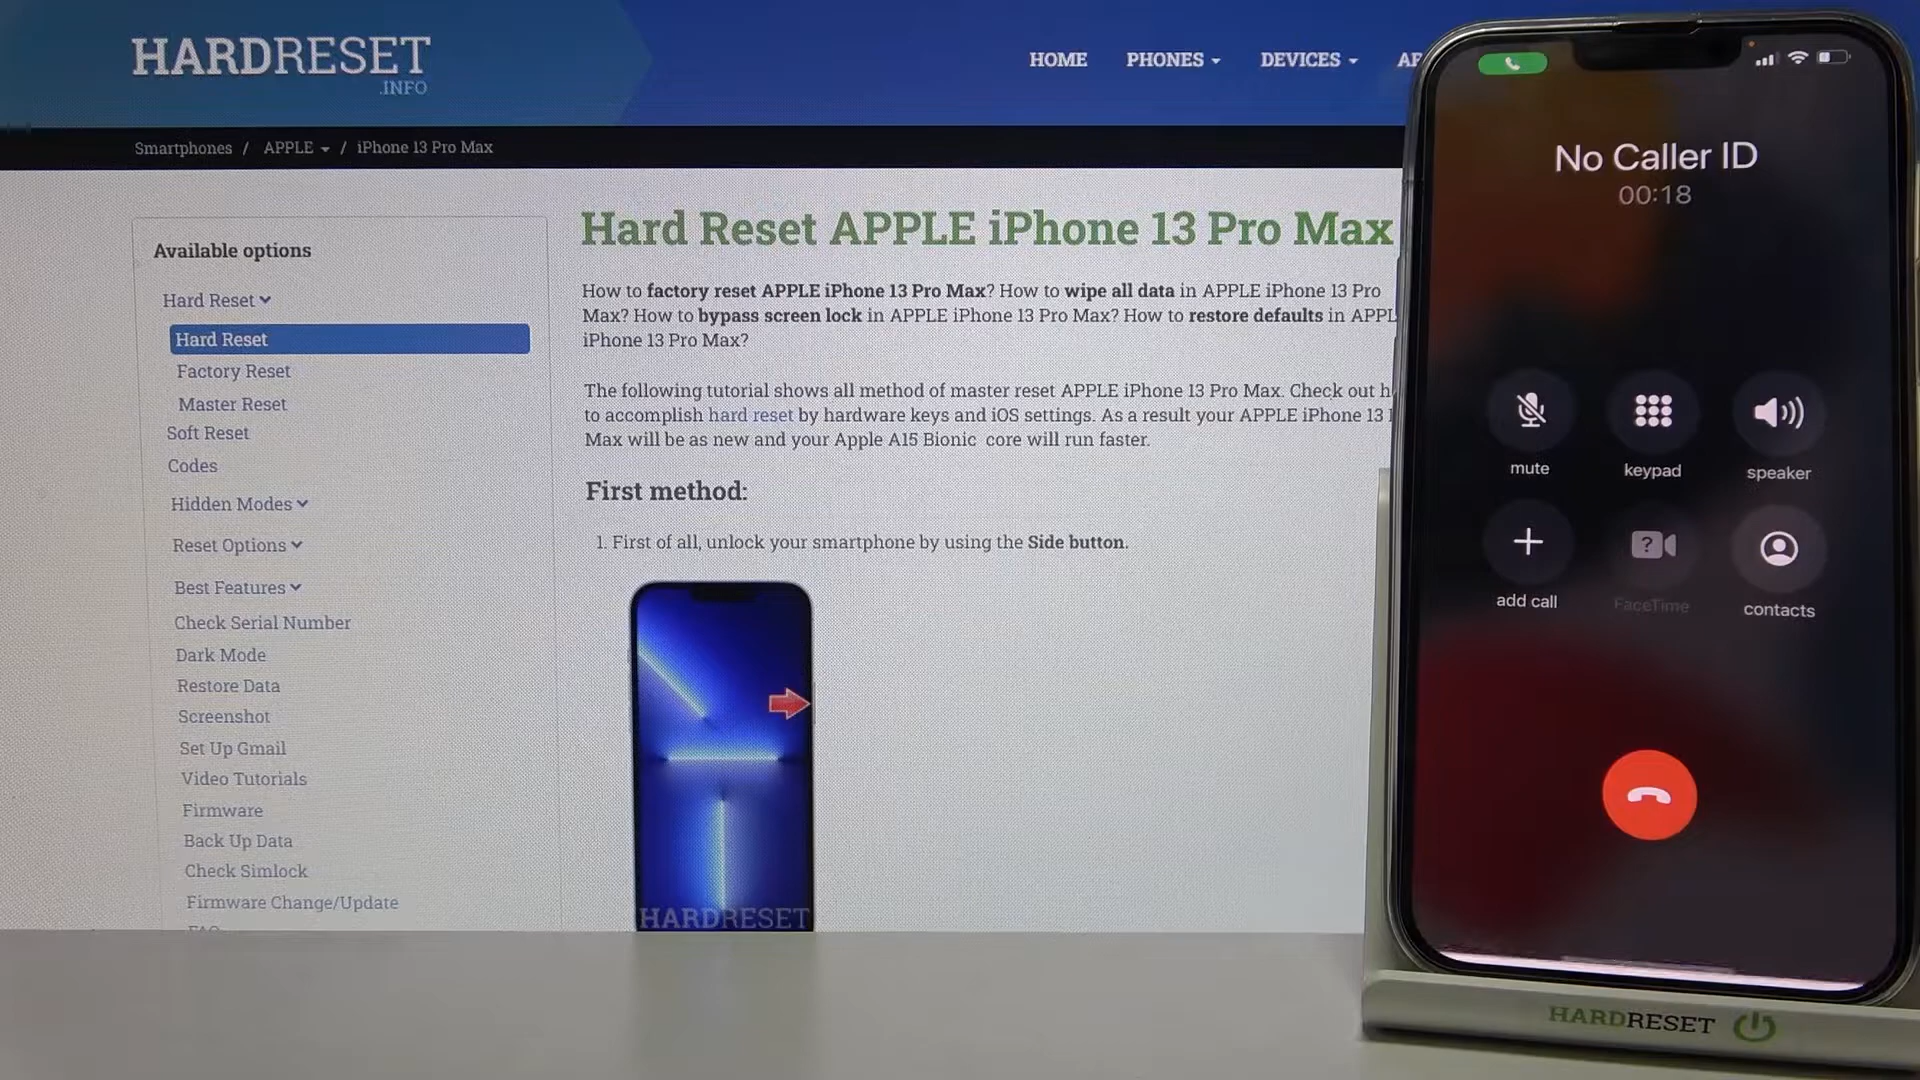 HARDRESET
.INFO
HOME PHONES DEVICES AP
Smartphones / APPLE / iPhone 13 Pro Max
Available options
Hard Reset
Hard Reset
Factory Reset
Master Reset
Soft Reset
Codes
Hidden Modes
Reset Options
Best Features
Check Serial Number
Dark Mode
Restore Data
Screenshot
Set Up Gmail
Video Tutorials
Firmware
Back Up Data
Check Simlock
Firmware Change/Update
FAQ
Hard Reset APPLE iPhone 13 Pro Max
How to factory reset APPLE iPhone 13 Pro Max? How to wipe all data in APPLE iPhone 13 Pro
Max? How to bypass screen lock in APPLE iPhone 13 Pro Max? How to restore defaults in APPL
iPhone 13 Pro Max?
The following tutorial shows all method of master reset APPLE iPhone 13 Pro Max. Check out h
to accomplish hard reset by hardware keys and iOS settings. As a result your APPLE iPhone 13
Max will be as new and your Apple A15 Bionic core will run faster.
First method:
1. First of all, unlock your smartphone by using the Side button.
HARDRESET
No Caller ID
00:18
mute keypad speaker
?
add call FaceTime contacts
HARDRESET